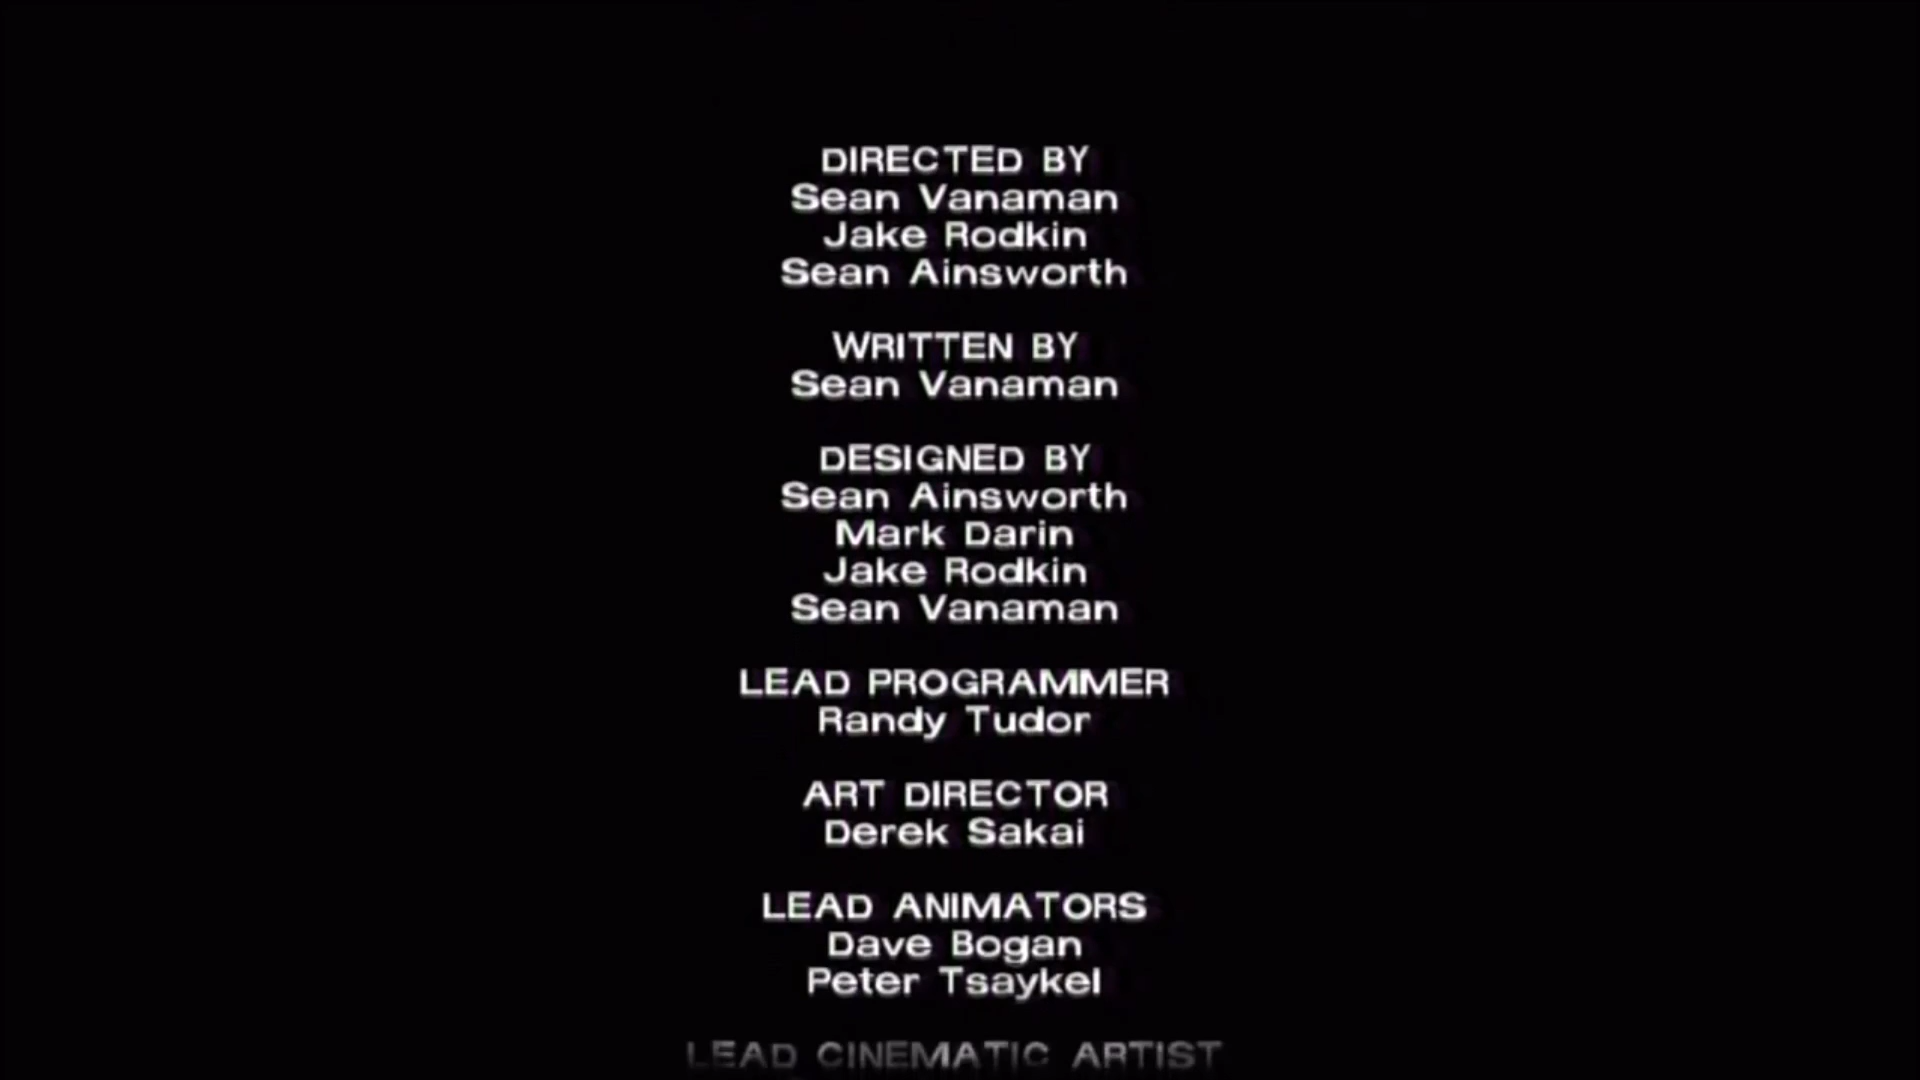 DIRECTED BY
Sean Vanaman
Jake Rodkin
Sean Ainsworth
WRITTEN BY
Sean Vanaman
DESIGNED BY
Sean Ainsworth
Mark Darin
Jake Rodkin
Sean Vanaman
LEAD PROGRAMMER
Randy Tudor
ART DIRECTOR
Derek Sakai
LEAD ANIMATORS
Dave Bogan
Peter Tsaykel
LEAD CINEMATIC ARTIST